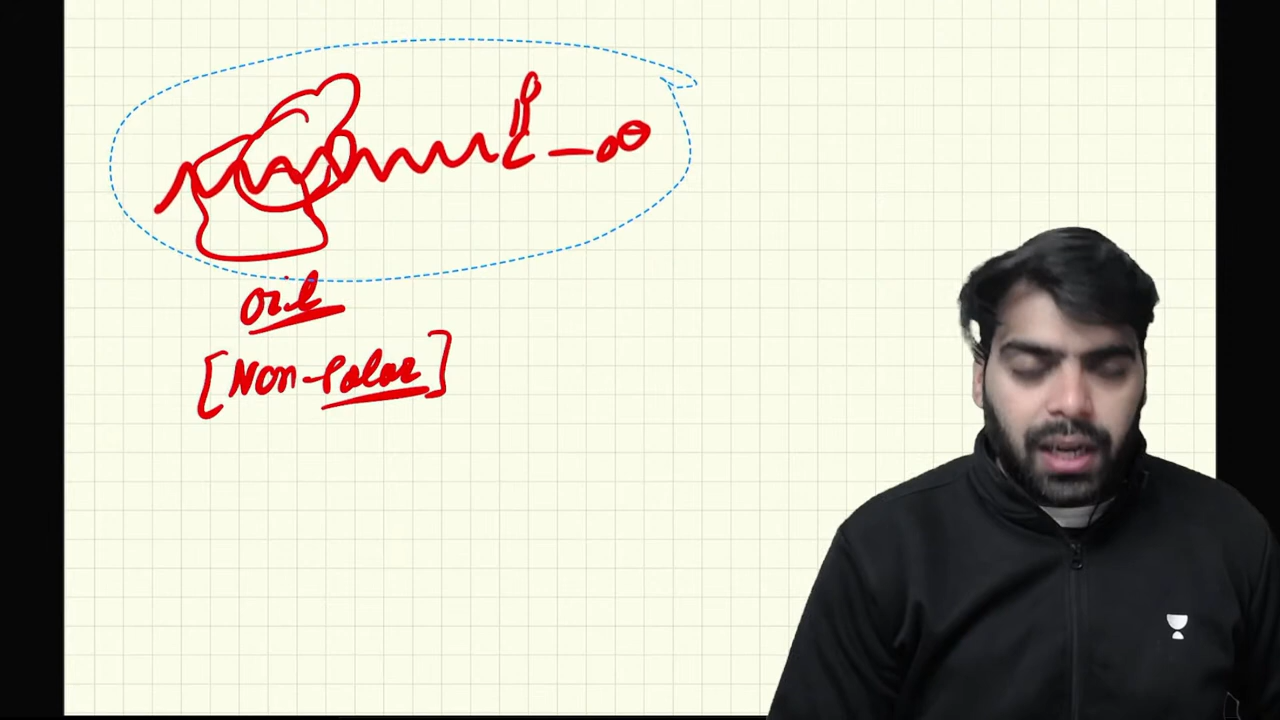 O
C — O⊖
Oil
[Non-Polar]